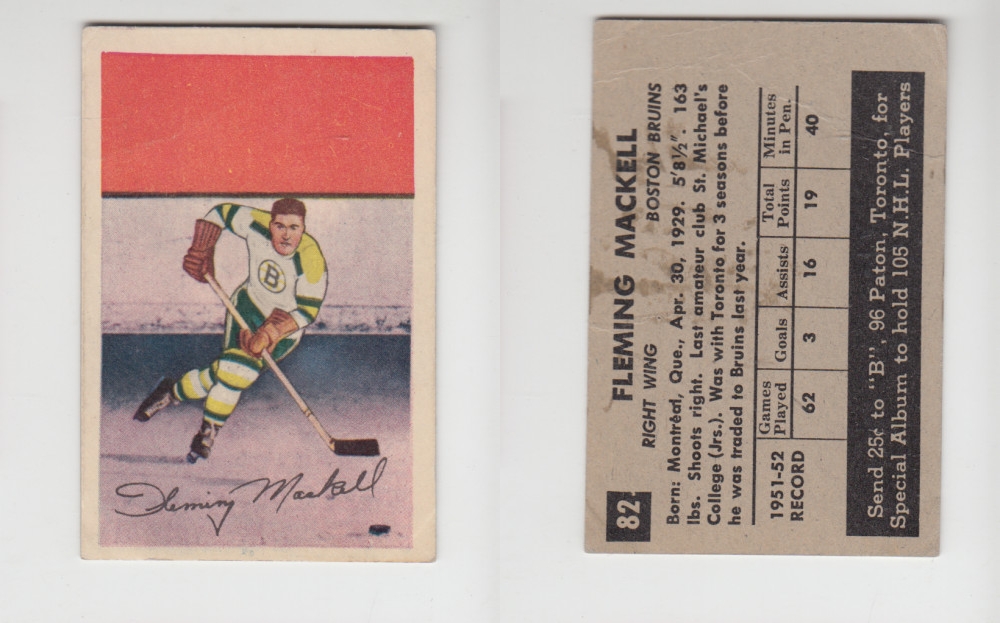 B
Fleming Mackell
82
FLEMING MACKELL
RIGHT WING BOSTON BRUINS
Born: Montréal, Que., Apr. 30, 1929. 5'8½". 163
lbs. Shoots right. Last amateur club St. Michael's
College (Jrs.). Was with Toronto for 3 seasons before
he was traded to Bruins last year.
1951-52 RECORD
Games Played Goals Assists Total Points Minutes in Pen.
62 3 16 19 40
Send 25¢ to "B", 96 Paton, Toronto, for
Special Album to hold 105 N.H.L. Players